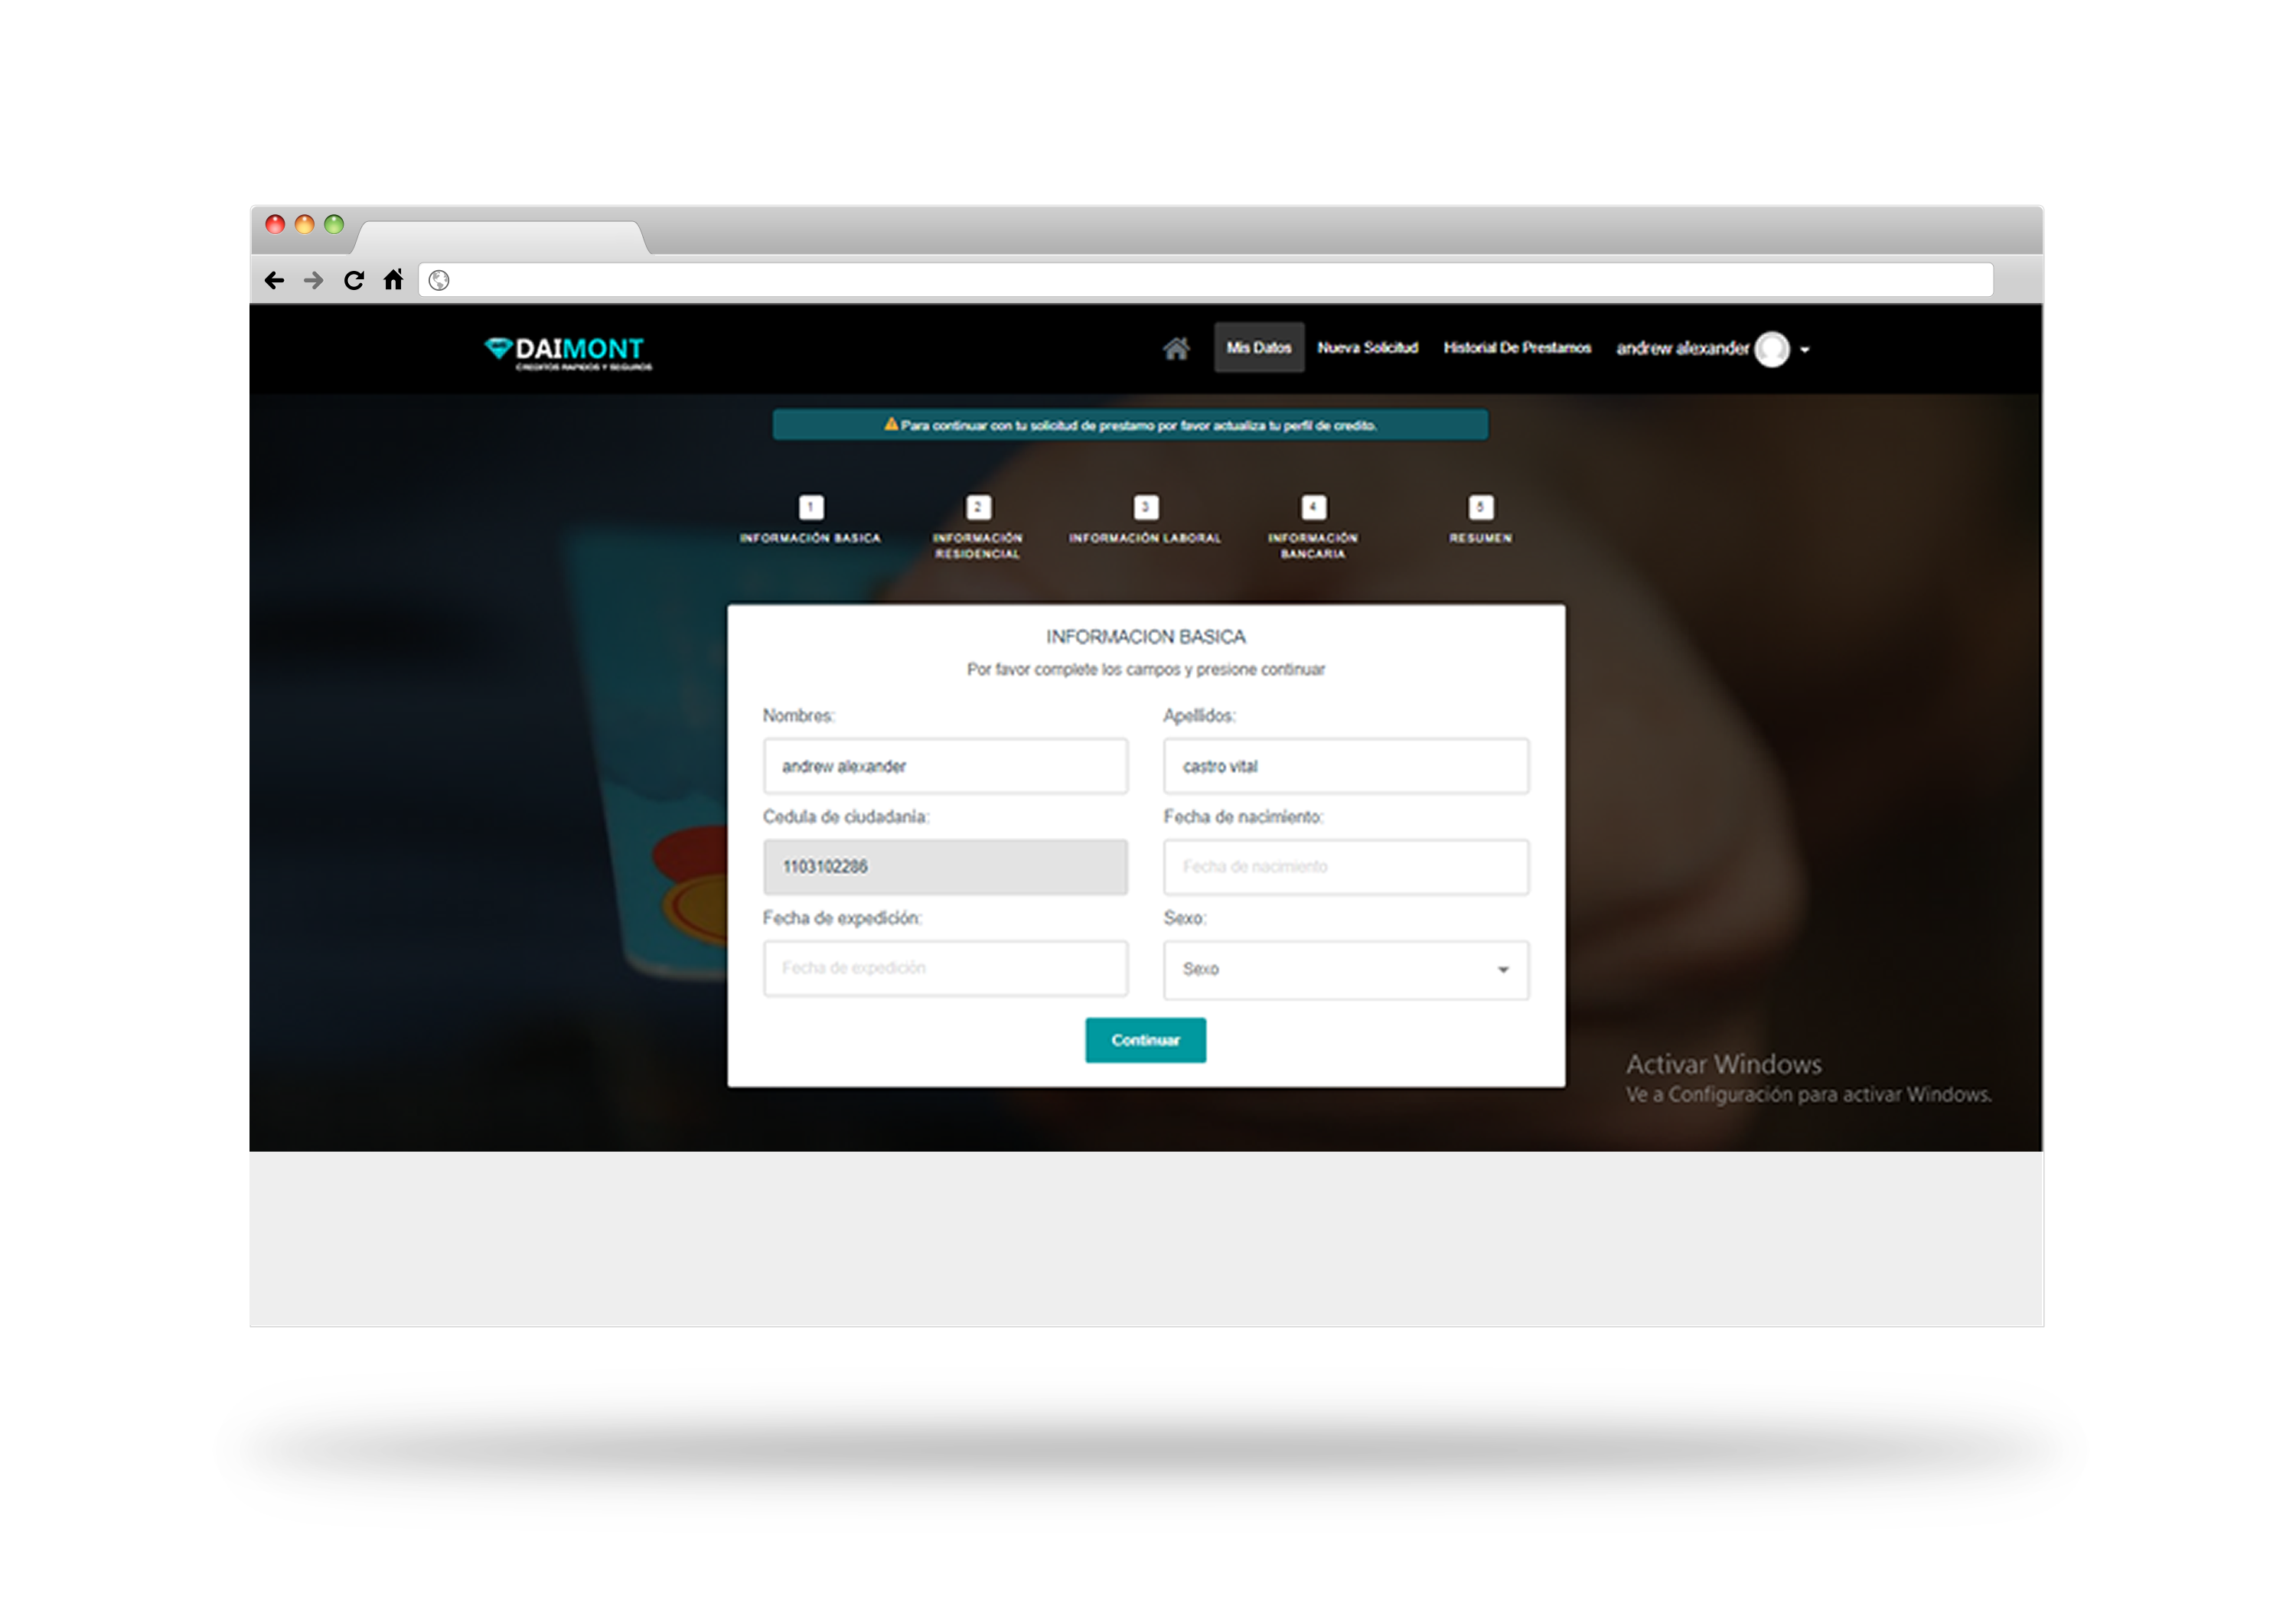 DAIMONT
CREDITOS RAPIDOS Y SEGUROS
Mis Datos
Nueva Solicitud
Historial De Prestamos
andrew alexander
Para continuar con tu solicitud de prestamo por favor actualiza tu perfil de credito.
1
INFORMACIÓN BASICA
2
INFORMACIÓN
RESIDENCIAL
3
INFORMACIÓN LABORAL
4
INFORMACIÓN
BANCARIA
5
RESUMEN
INFORMACION BASICA
Por favor complete los campos y presione continuar
Nombres:
andrew alexander
Apellidos:
castro vital
Cedula de ciudadania:
1103102286
Fecha de nacimiento:
Fecha de nacimiento
Fecha de expedición:
Fecha de expedición
Sexo:
Sexo
Continuar
Activar Windows
Ve a Configuración para activar Windows.